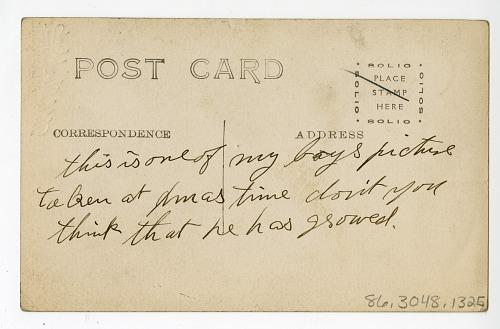 POST CARD
SOLIO
SOLIO
PLACE
STAMP
HERE
SOLIO
SOLIO
CORRESPONDENCE
ADDRESS
this is one of my boys picture
taken at xmas time don't you
think that he has growed.
86.3048.1325